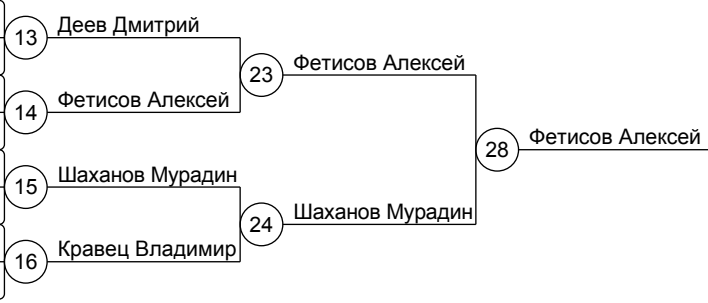 13 Деев Дмитрий
14 Фетисов Алексей
15 Шаханов Мурадин
16 Кравец Владимир
23 Фетисов Алексей
24 Шаханов Мурадин
28 Фетисов Алексей